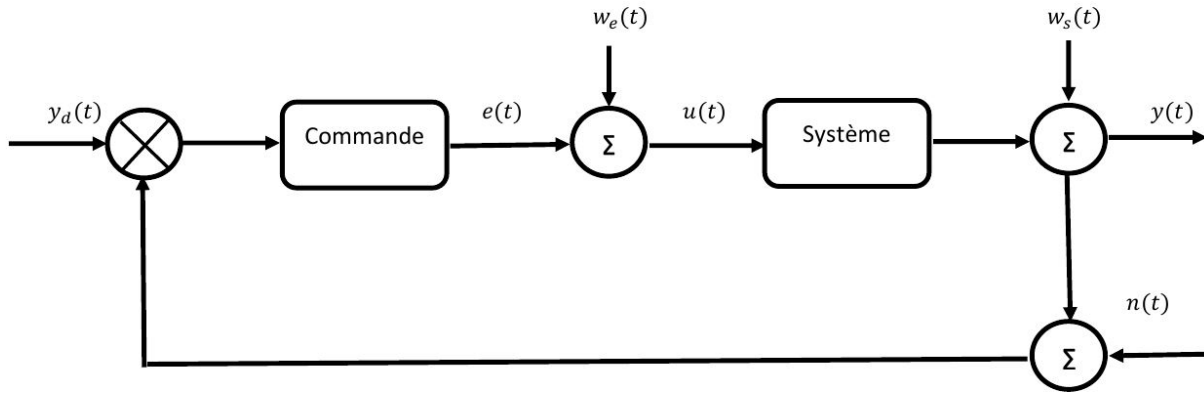 w_e(t)
w_s(t)
y_d(t)
Commande
e(t)
Σ
u(t)
Système
Σ
y(t)
n(t)
Σ